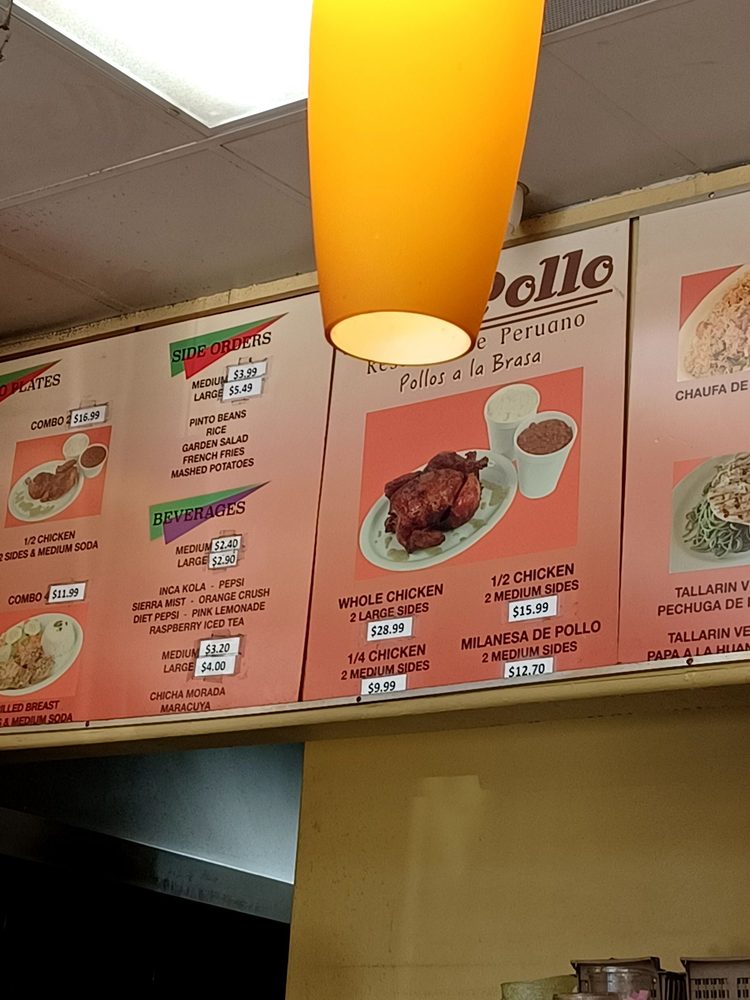 PLATES
COMBO 2 $16.99
1/2 CHICKEN
2 SIDES & MEDIUM SODA
COMBO 4 $11.99
BREAST
& MEDIUM SODA
SIDE ORDERS
MEDIUM $3.99
LARGE $5.49
PINTO BEANS
RICE
GARDEN SALAD
FRENCH FRIES
MASHED POTATOES
BEVERAGES
MEDIUM $2.40
LARGE $2.90
INCA KOLA - PEPSI
SIERRA MIST - ORANGE CRUSH
DIET PEPSI - PINK LEMONADE
RASPBERRY ICED TEA
MEDIUM $3.20
LARGE $4.00
CHICHA MORADA
MARACUYA
Pollo
Peruano
Pollos a la Brasa
WHOLE CHICKEN
2 LARGE SIDES
$28.99
1/4 CHICKEN
2 MEDIUM SIDES
$9.99
1/2 CHICKEN
2 MEDIUM SIDES
$15.99
MILANESA DE POLLO
2 MEDIUM SIDES
$12.70
CHAUFA DE
TALLARIN
PECHUGA DE
TALLARIN
PAPA A LA